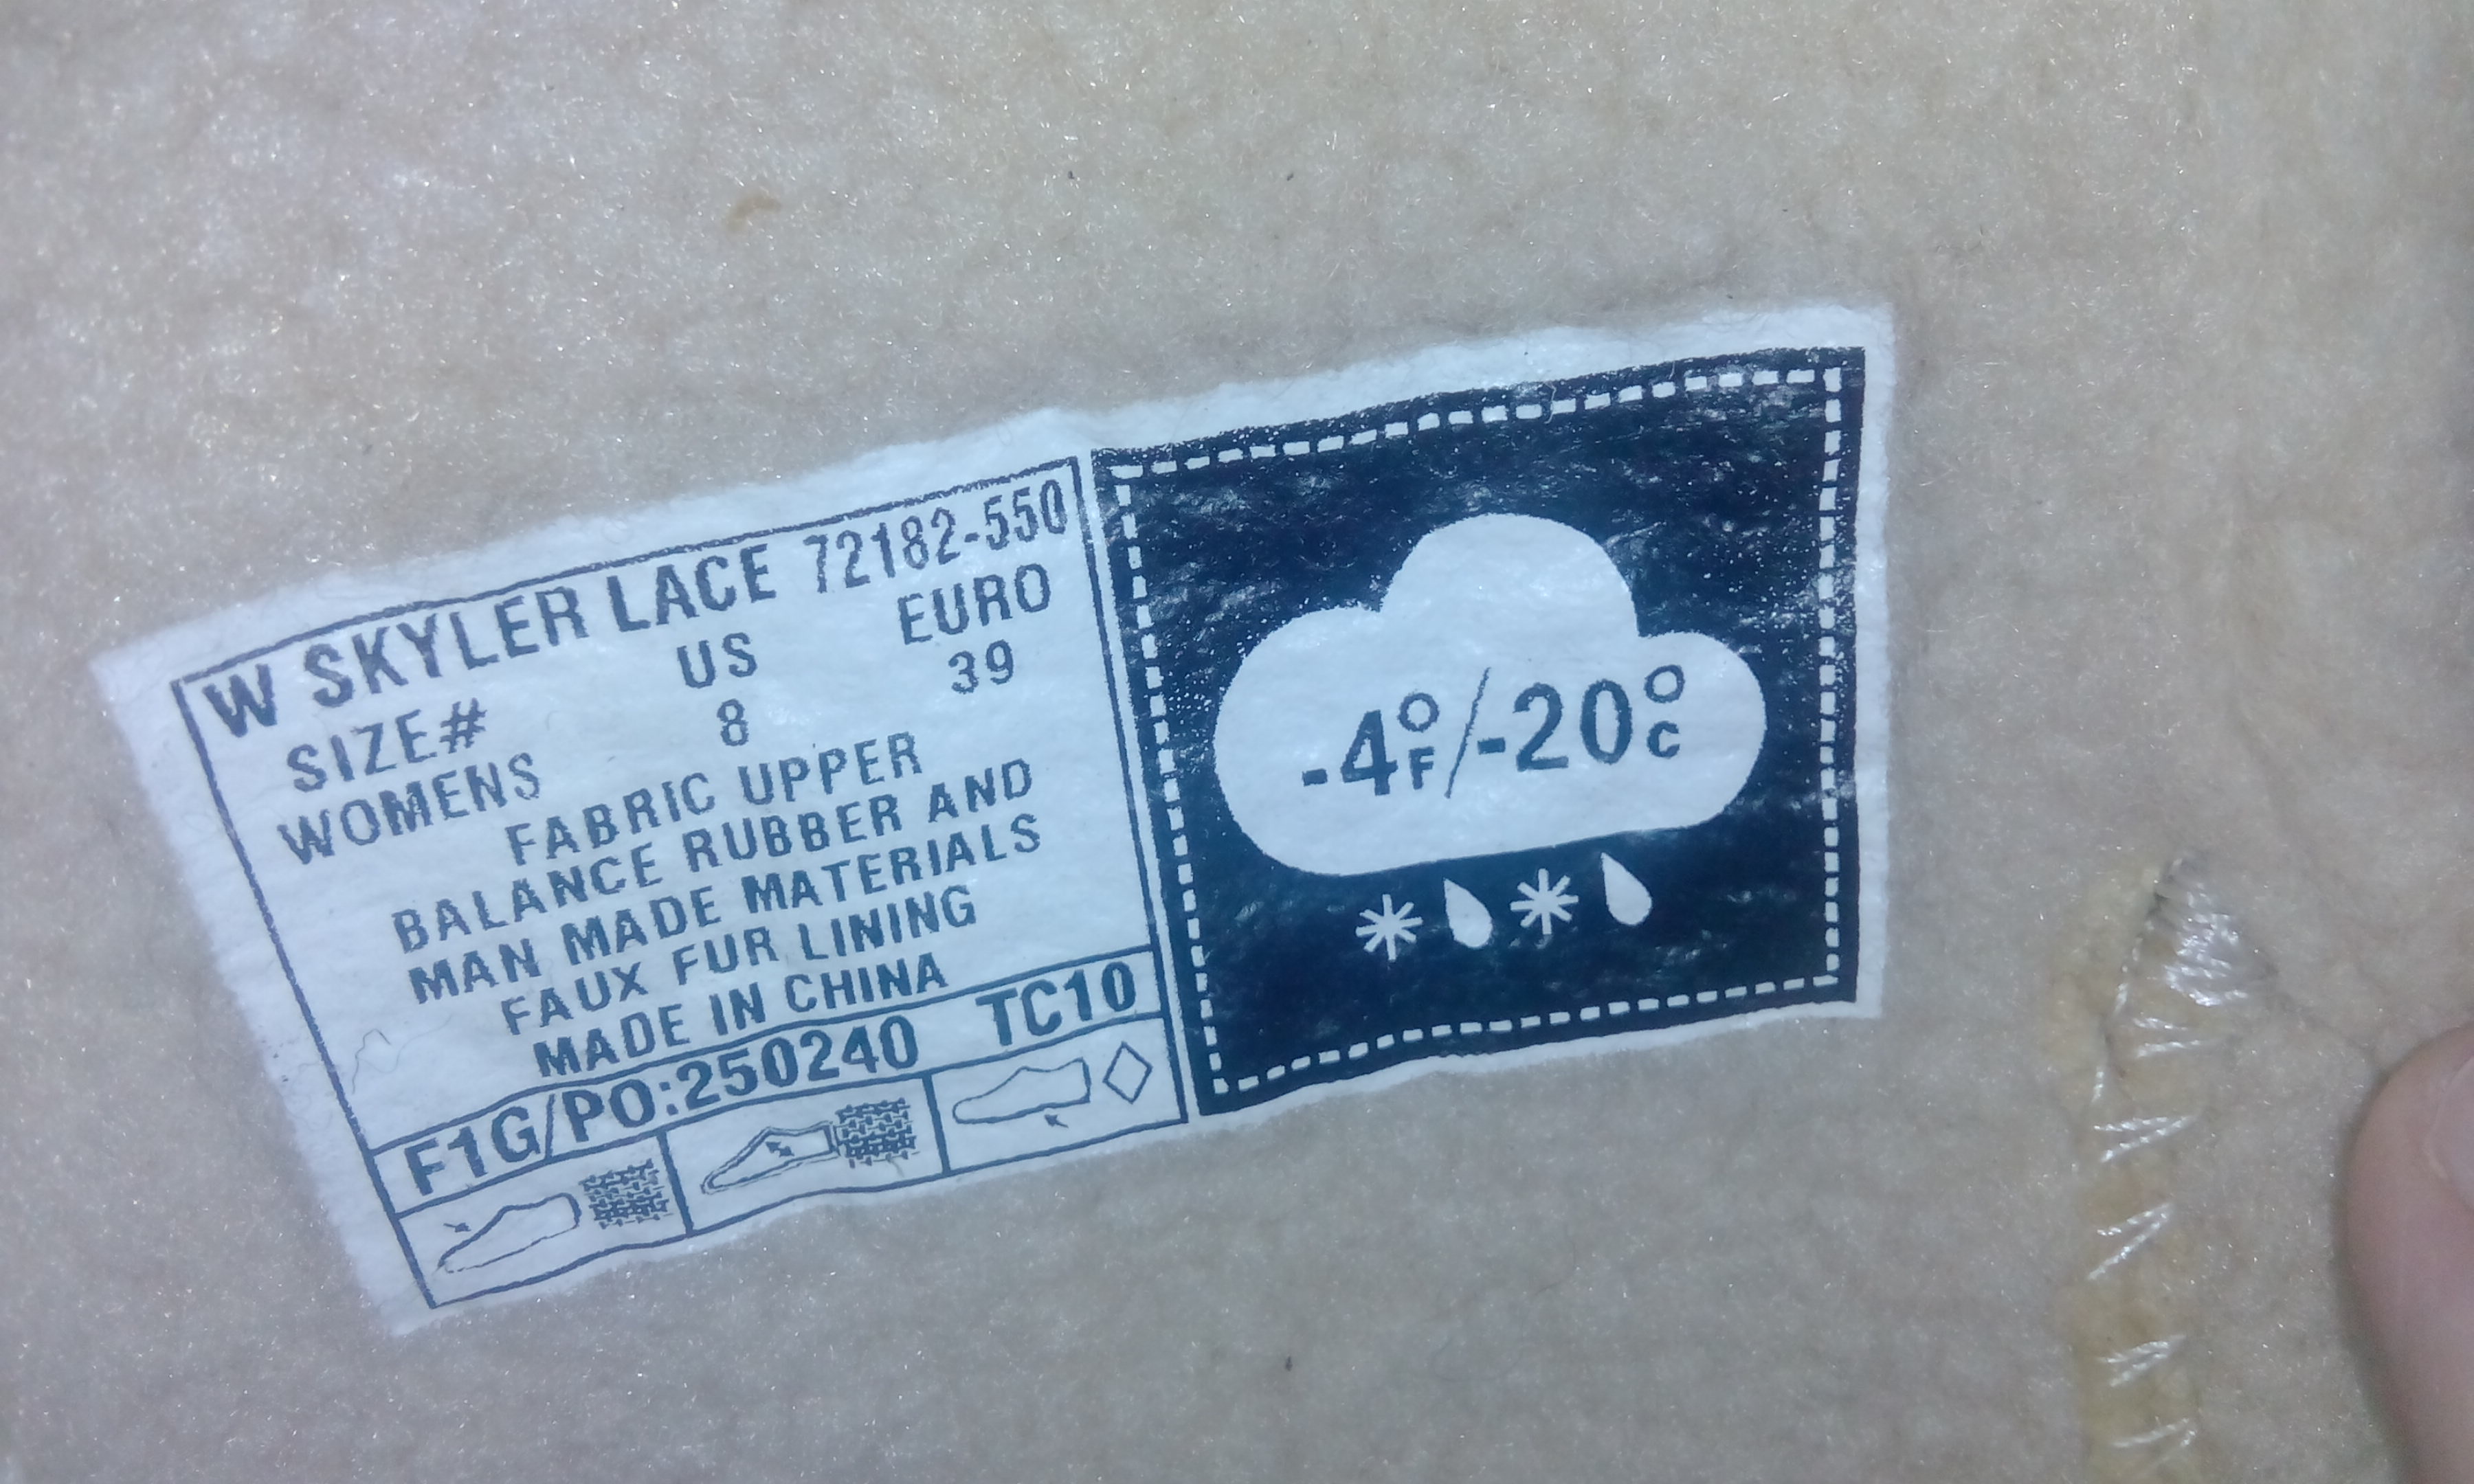 W SKYLER LACE 72182-550
SIZE# US EURO
WOMENS 8 39
FABRIC UPPER
BALANCE RUBBER AND
MAN MADE MATERIALS
FAUX FUR LINING
MADE IN CHINA
F1G/PO:250240 TC10
-4°F/-20°C